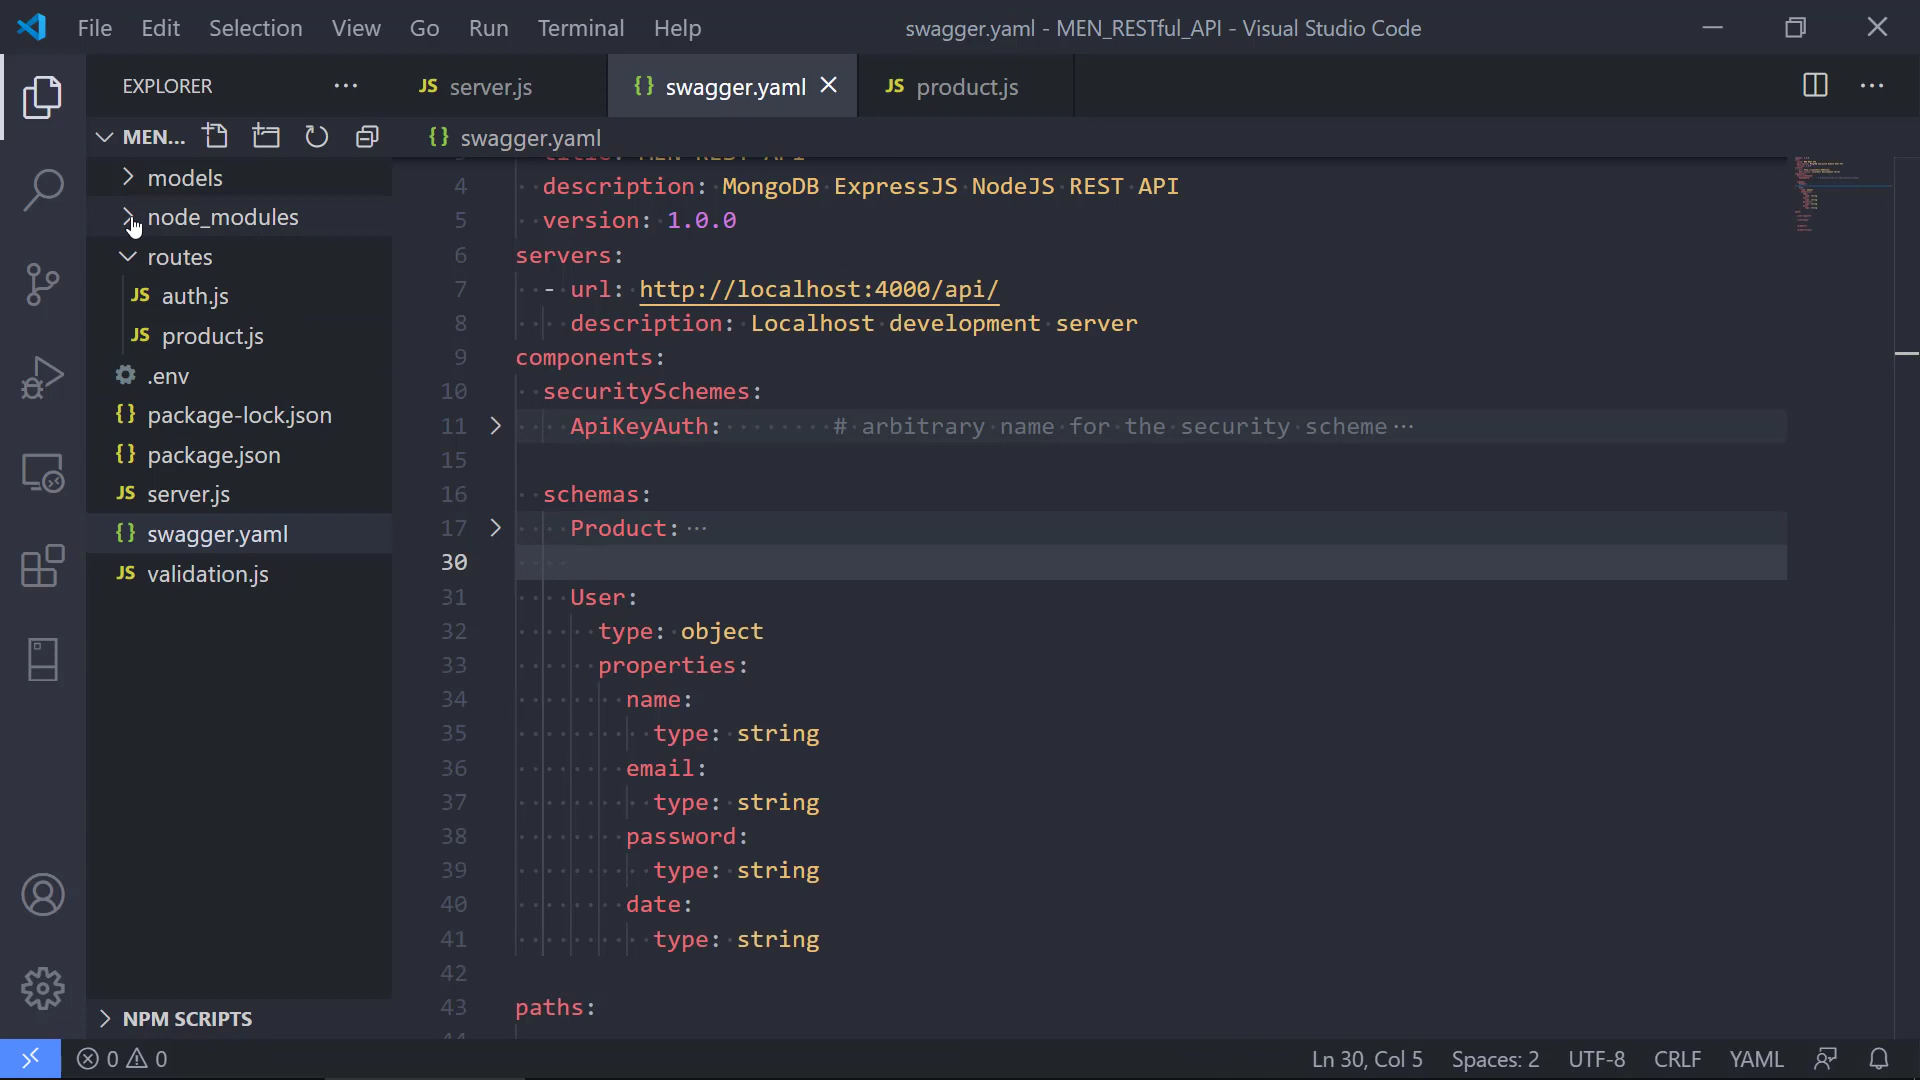 File Edit Selection View Go Run Terminal Help swagger.yaml - MEN_RESTful_API - Visual Studio Code
EXPLORER ··· JS server.js {} swagger.yaml JS product.js ···
MEN... {} swagger.yaml
models
node_modules
routes
JS auth.js
JS product.js
.env
{} package-lock.json
{} package.json
JS server.js
{} swagger.yaml
JS validation.js
NPM SCRIPTS
3 title: MEN REST API
4 description: MongoDB ExpressJS NodeJS REST API
5 version: 1.0.0
6 servers:
7 - url: http://localhost:4000/api/
8 description: Localhost development server
9 components:
10 securitySchemes:
11 ApiKeyAuth: # arbitrary name for the security scheme···
15
16 schemas:
17 Product:···
30
31 User:
32 type: object
33 properties:
34 name:
35 type: string
36 email:
37 type: string
38 password:
39 type: string
40 date:
41 type: string
42
43 paths:
44
0 0 Ln 30, Col 5 Spaces: 2 UTF-8 CRLF YAML